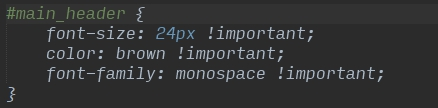 #main_header {
    font-size: 24px !important;
    color: brown !important;
    font-family: monospace !important;
}